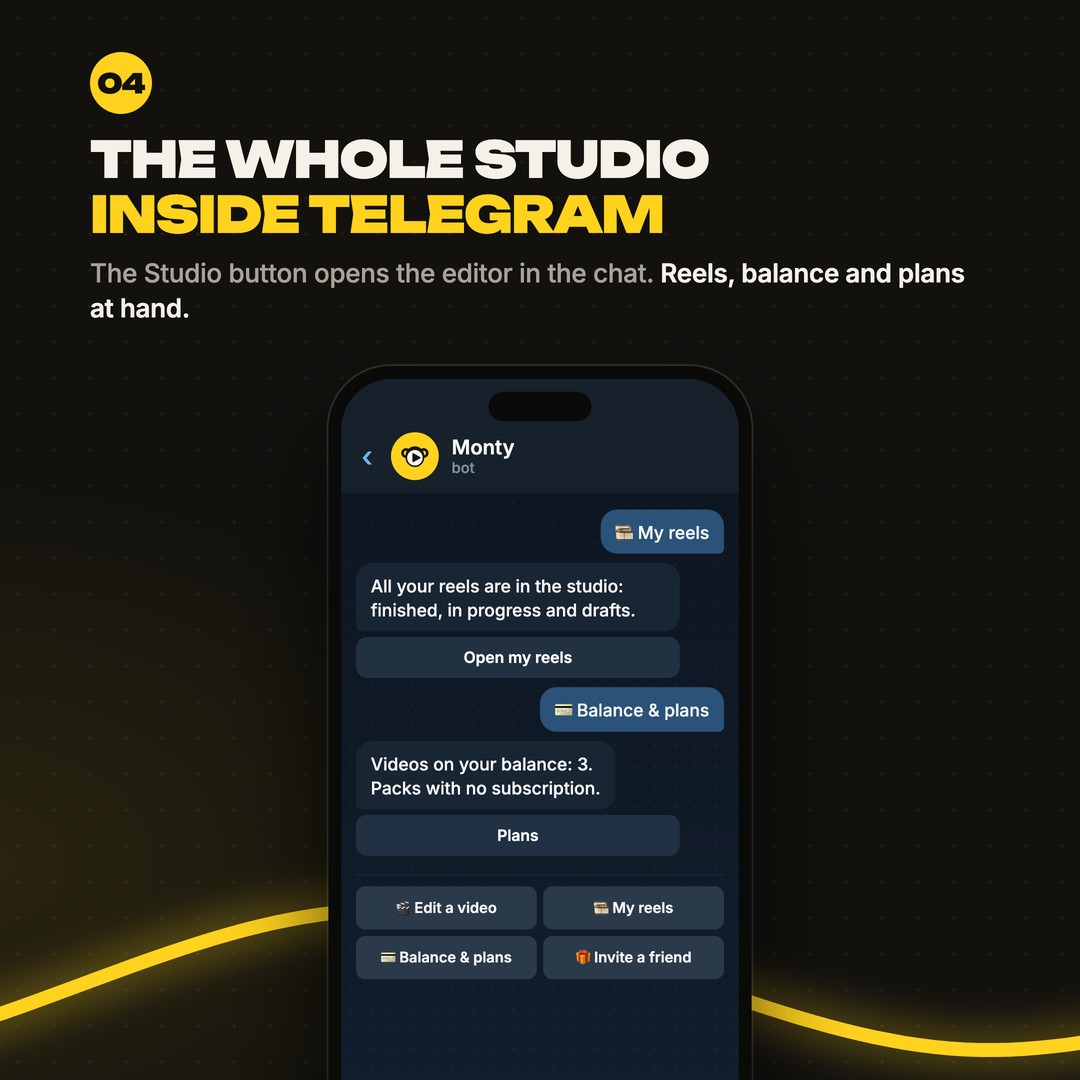 04
THE WHOLE STUDIO
INSIDE TELEGRAM
The Studio button opens the editor in the chat. Reels, balance and plans
at hand.
Monty
bot
My reels
All your reels are in the studio:
finished, in progress and drafts.
Open my reels
Balance & plans
Videos on your balance: 3.
Packs with no subscription.
Plans
Edit a video
My reels
Balance & plans
Invite a friend